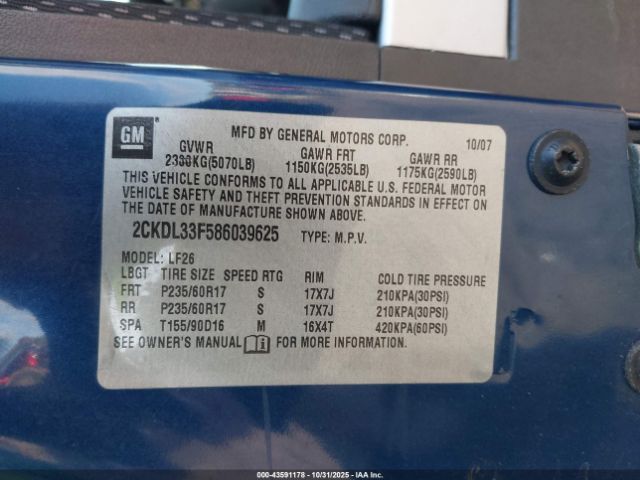 GM
MFD BY GENERAL MOTORS CORP. 10/07
GVWR GAWR FRT GAWR RR
2300KG(5070LB) 1150KG(2535LB) 1175KG(2590LB)
THIS VEHICLE CONFORMS TO ALL APPLICABLE U.S. FEDERAL MOTOR
VEHICLE SAFETY AND THEFT PREVENTION STANDARDS IN EFFECT ON
THE DATE OF MANUFACTURE SHOWN ABOVE.
2CKDL33F586039625 TYPE: M.P.V.
MODEL: LF26
LBGT TIRE SIZE SPEED RTG RIM COLD TIRE PRESSURE
FRT P235/60R17 S 17X7J 210KPA(30PSI)
RR P235/60R17 S 17X7J 210KPA(30PSI)
SPA T155/90D16 M 16X4T 420KPA(60PSI)
SEE OWNER'S MANUAL i FOR MORE INFORMATION.
000-43591178 - 10/31/2025 - IAAI.COM